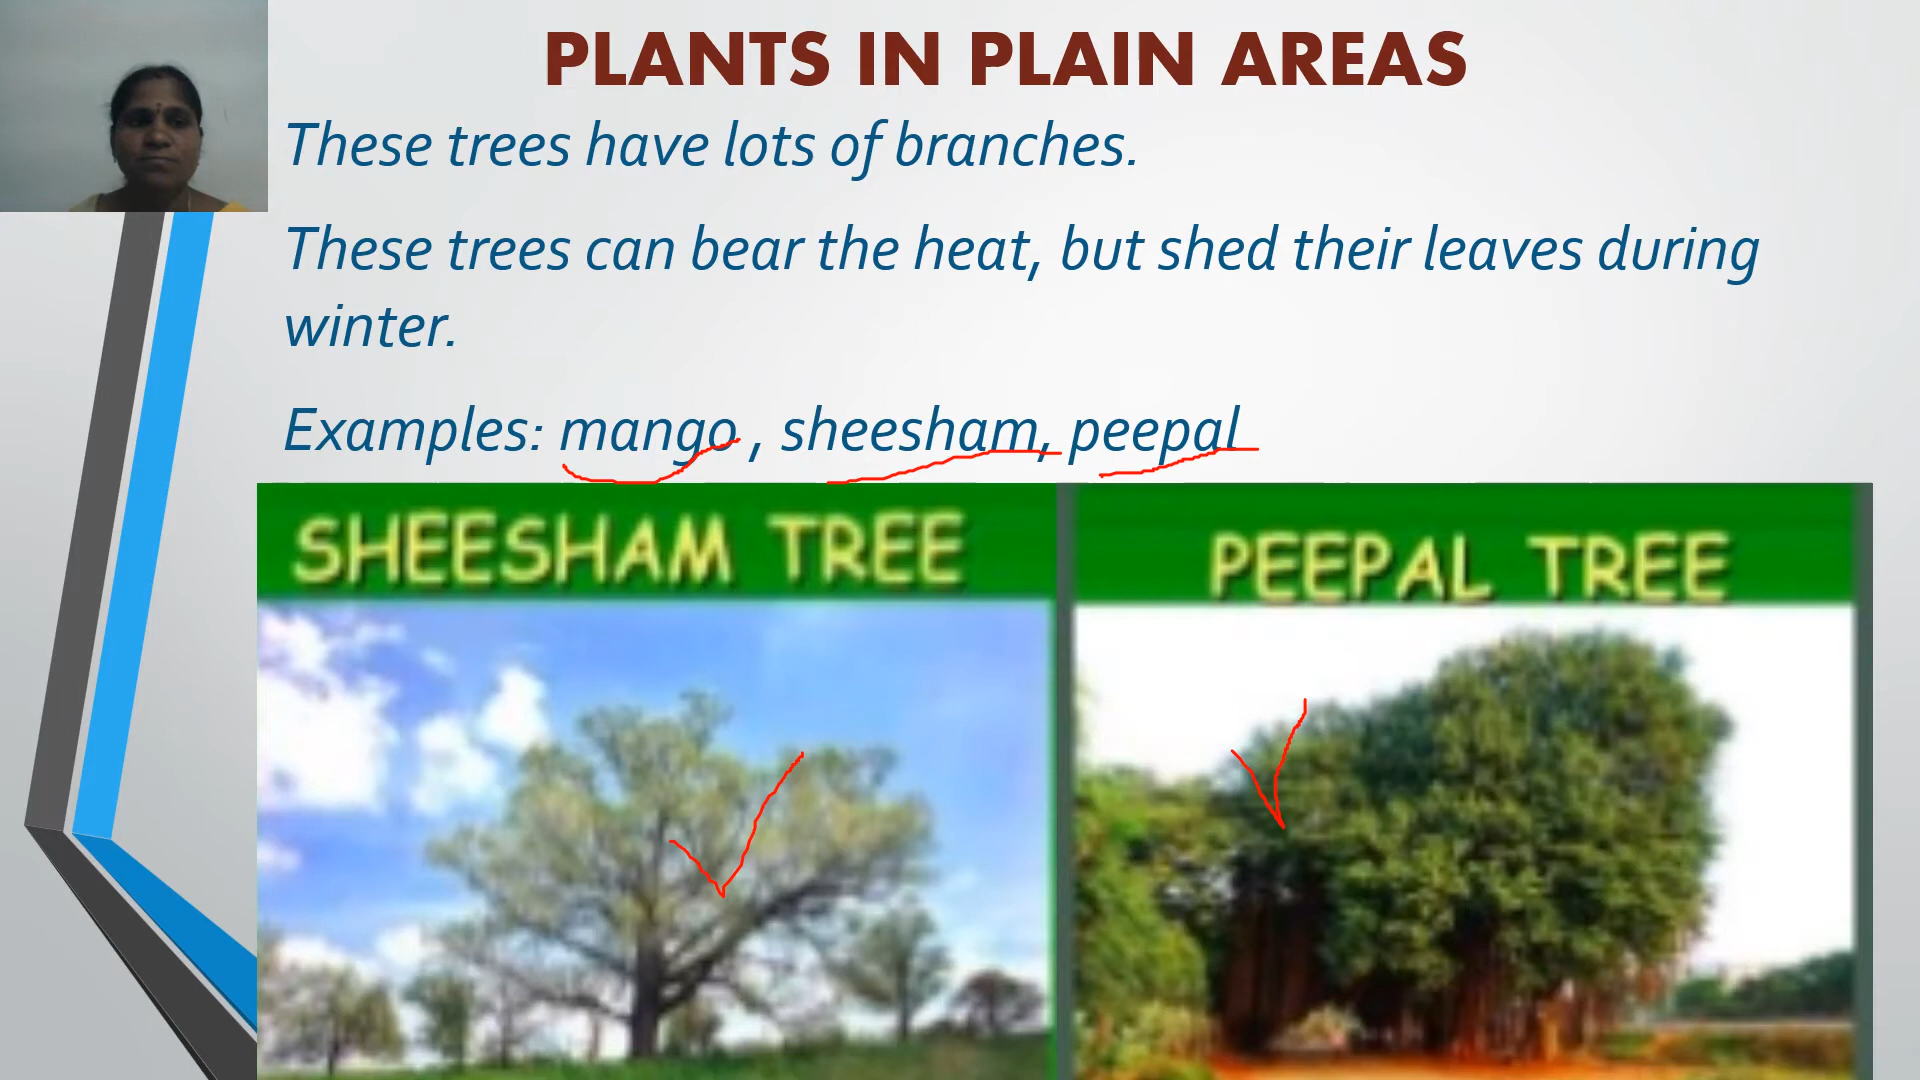 PLANTS IN PLAIN AREAS
These trees have lots of branches.
These trees can bear the heat, but shed their leaves during
winter.
Examples: mango , sheesham, peepal
SHEESHAM TREE
PEEPAL TREE